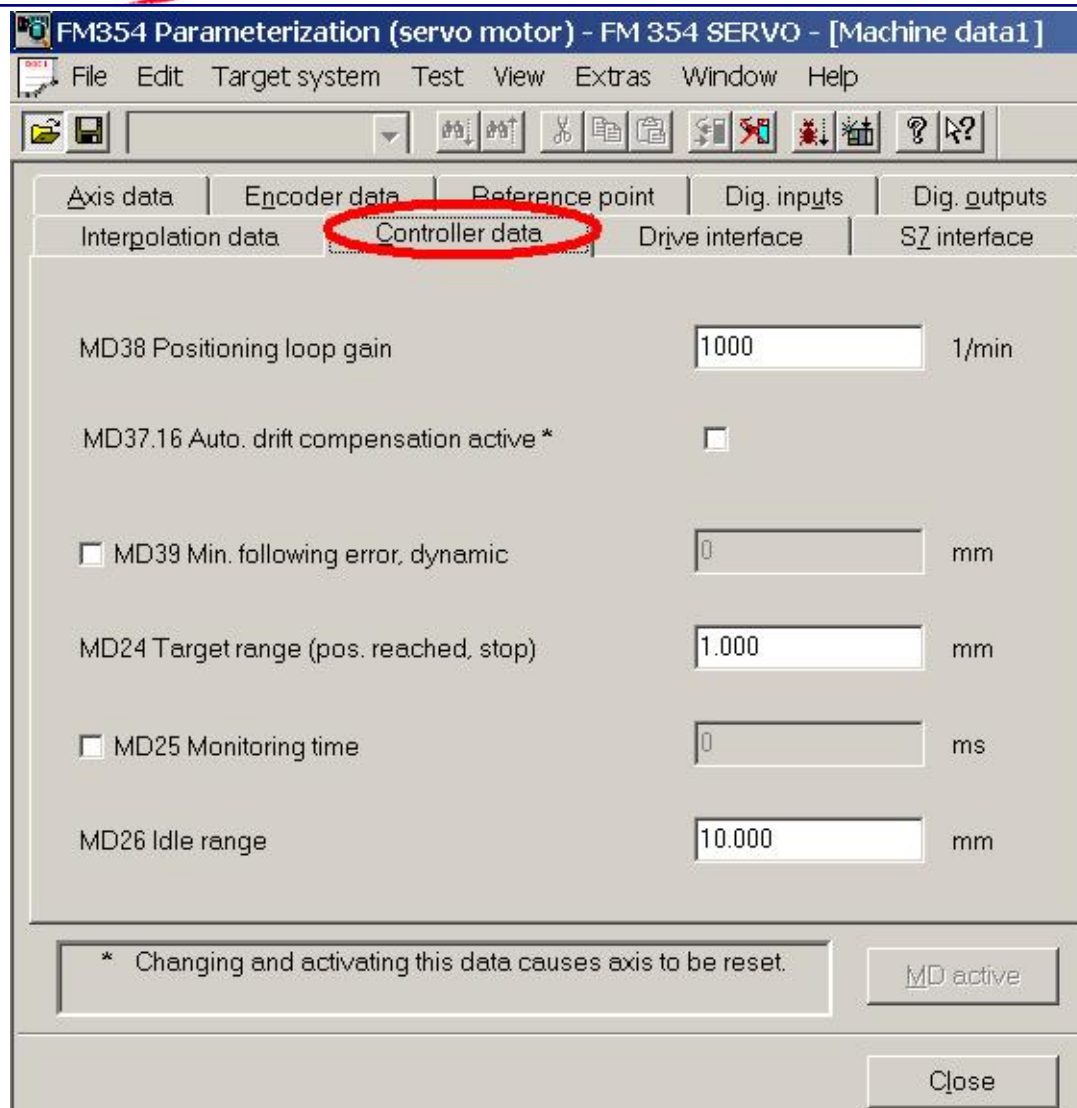 FM354 Parameterization (servo motor) - FM 354 SERVO - [Machine data1]
File Edit Target system Test View Extras Window Help
Axis data Encoder data Reference point Dig. inputs Dig. outputs
Interpolation data Controller data Drive interface S7 interface
MD38 Positioning loop gain 1000 1/min
MD37.16 Auto. drift compensation active *
MD39 Min. following error, dynamic 0 mm
MD24 Target range (pos. reached, stop) 1.000 mm
MD25 Monitoring time 0 ms
MD26 Idle range 10.000 mm
* Changing and activating this data causes axis to be reset.
MD active
Close